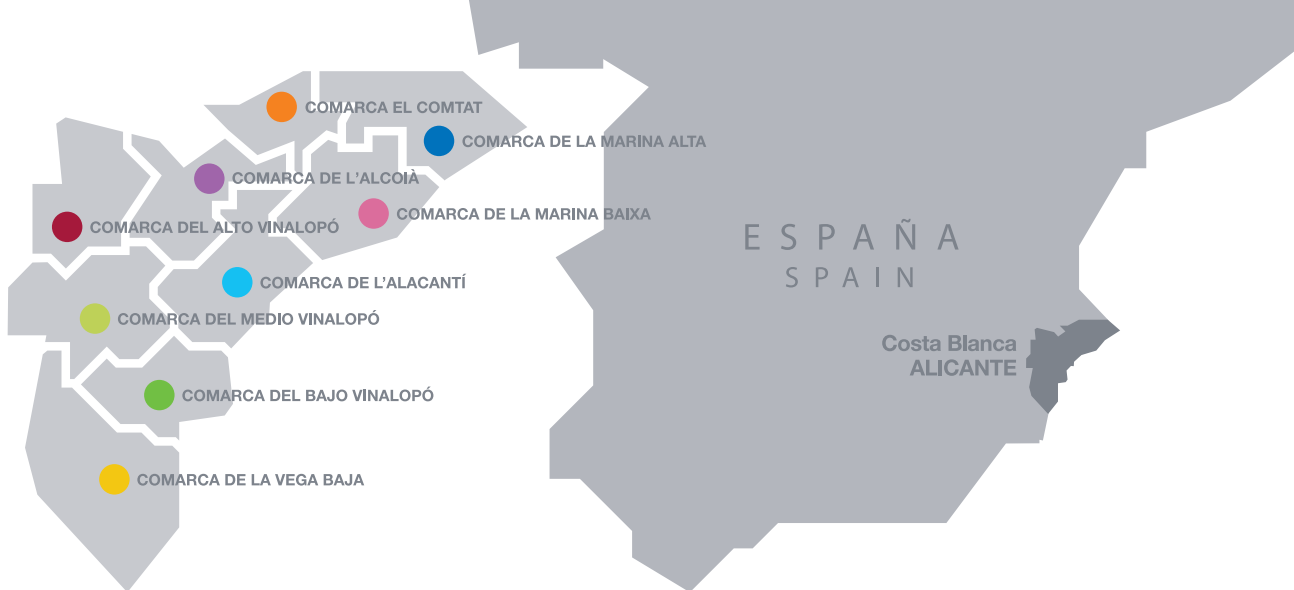 COMARCA EL COMTAT
COMARCA DE LA MARINA ALTA
COMARCA DE L'ALCOIÀ
COMARCA DE LA MARINA BAIXA
COMARCA DEL ALTO VINALOPÓ
COMARCA DE L'ALACANTÍ
COMARCA DEL MEDIO VINALOPÓ
COMARCA DEL BAJO VINALOPÓ
COMARCA DE LA VEGA BAJA
ESPAÑA
SPAIN
Costa Blanca
ALICANTE